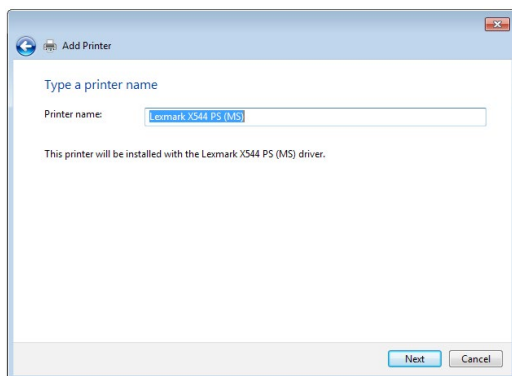 Add Printer
Type a printer name
Printer name: Lexmark X544 PS (MS)
This printer will be installed with the Lexmark X544 PS (MS) driver.
Next Cancel